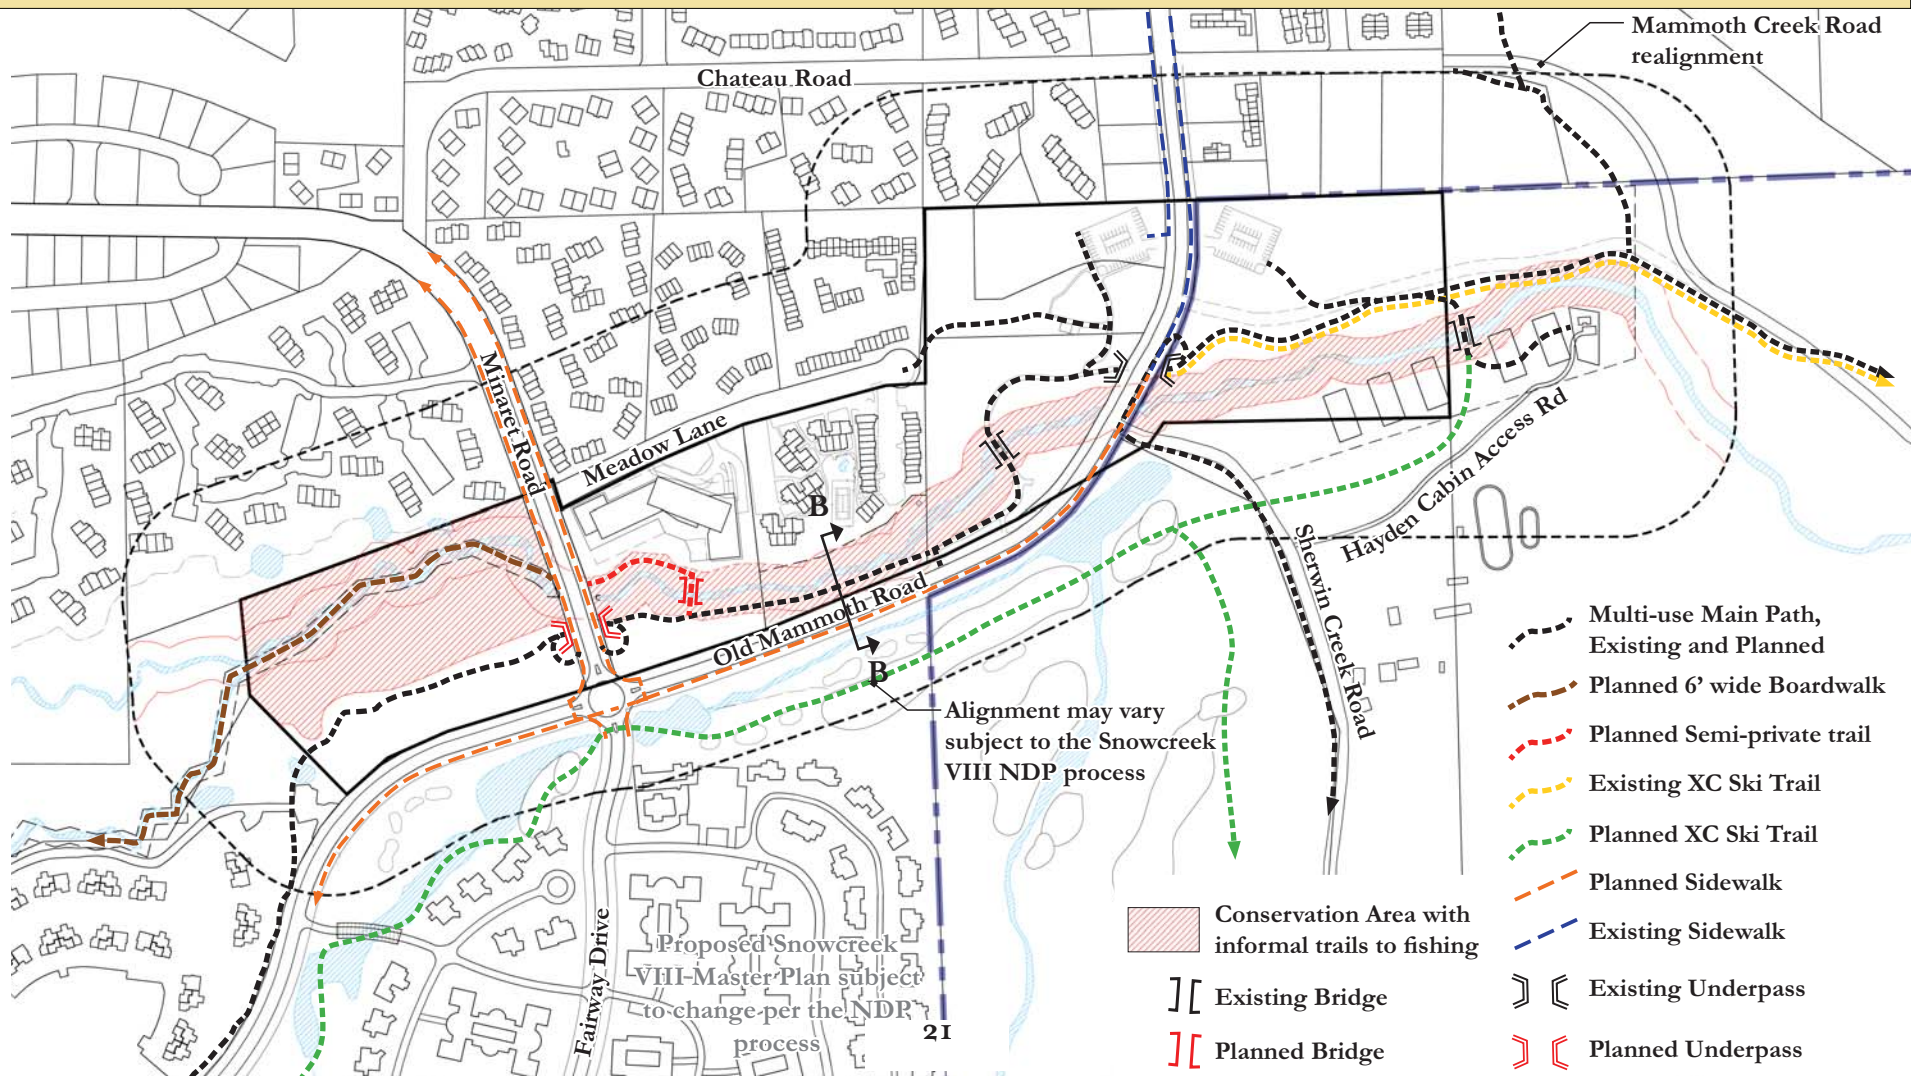 Mammoth Creek Road
realignment
Chateau Road
Minaret Road
Meadow Lane
B
Old Mammoth Road
B
Hayden Cabin Access Rd
Sherwin Creek Road
Alignment may vary
subject to the Snowcreek
VIII NDP process
Fairway Drive
Proposed Snowcreek
VIII Master Plan subject
to change per the NDP
process
21
Conservation Area with
informal trails to fishing
Existing Bridge
Planned Bridge
Multi-use Main Path,
Existing and Planned
Planned 6’ wide Boardwalk
Planned Semi-private trail
Existing XC Ski Trail
Planned XC Ski Trail
Planned Sidewalk
Existing Sidewalk
Existing Underpass
Planned Underpass